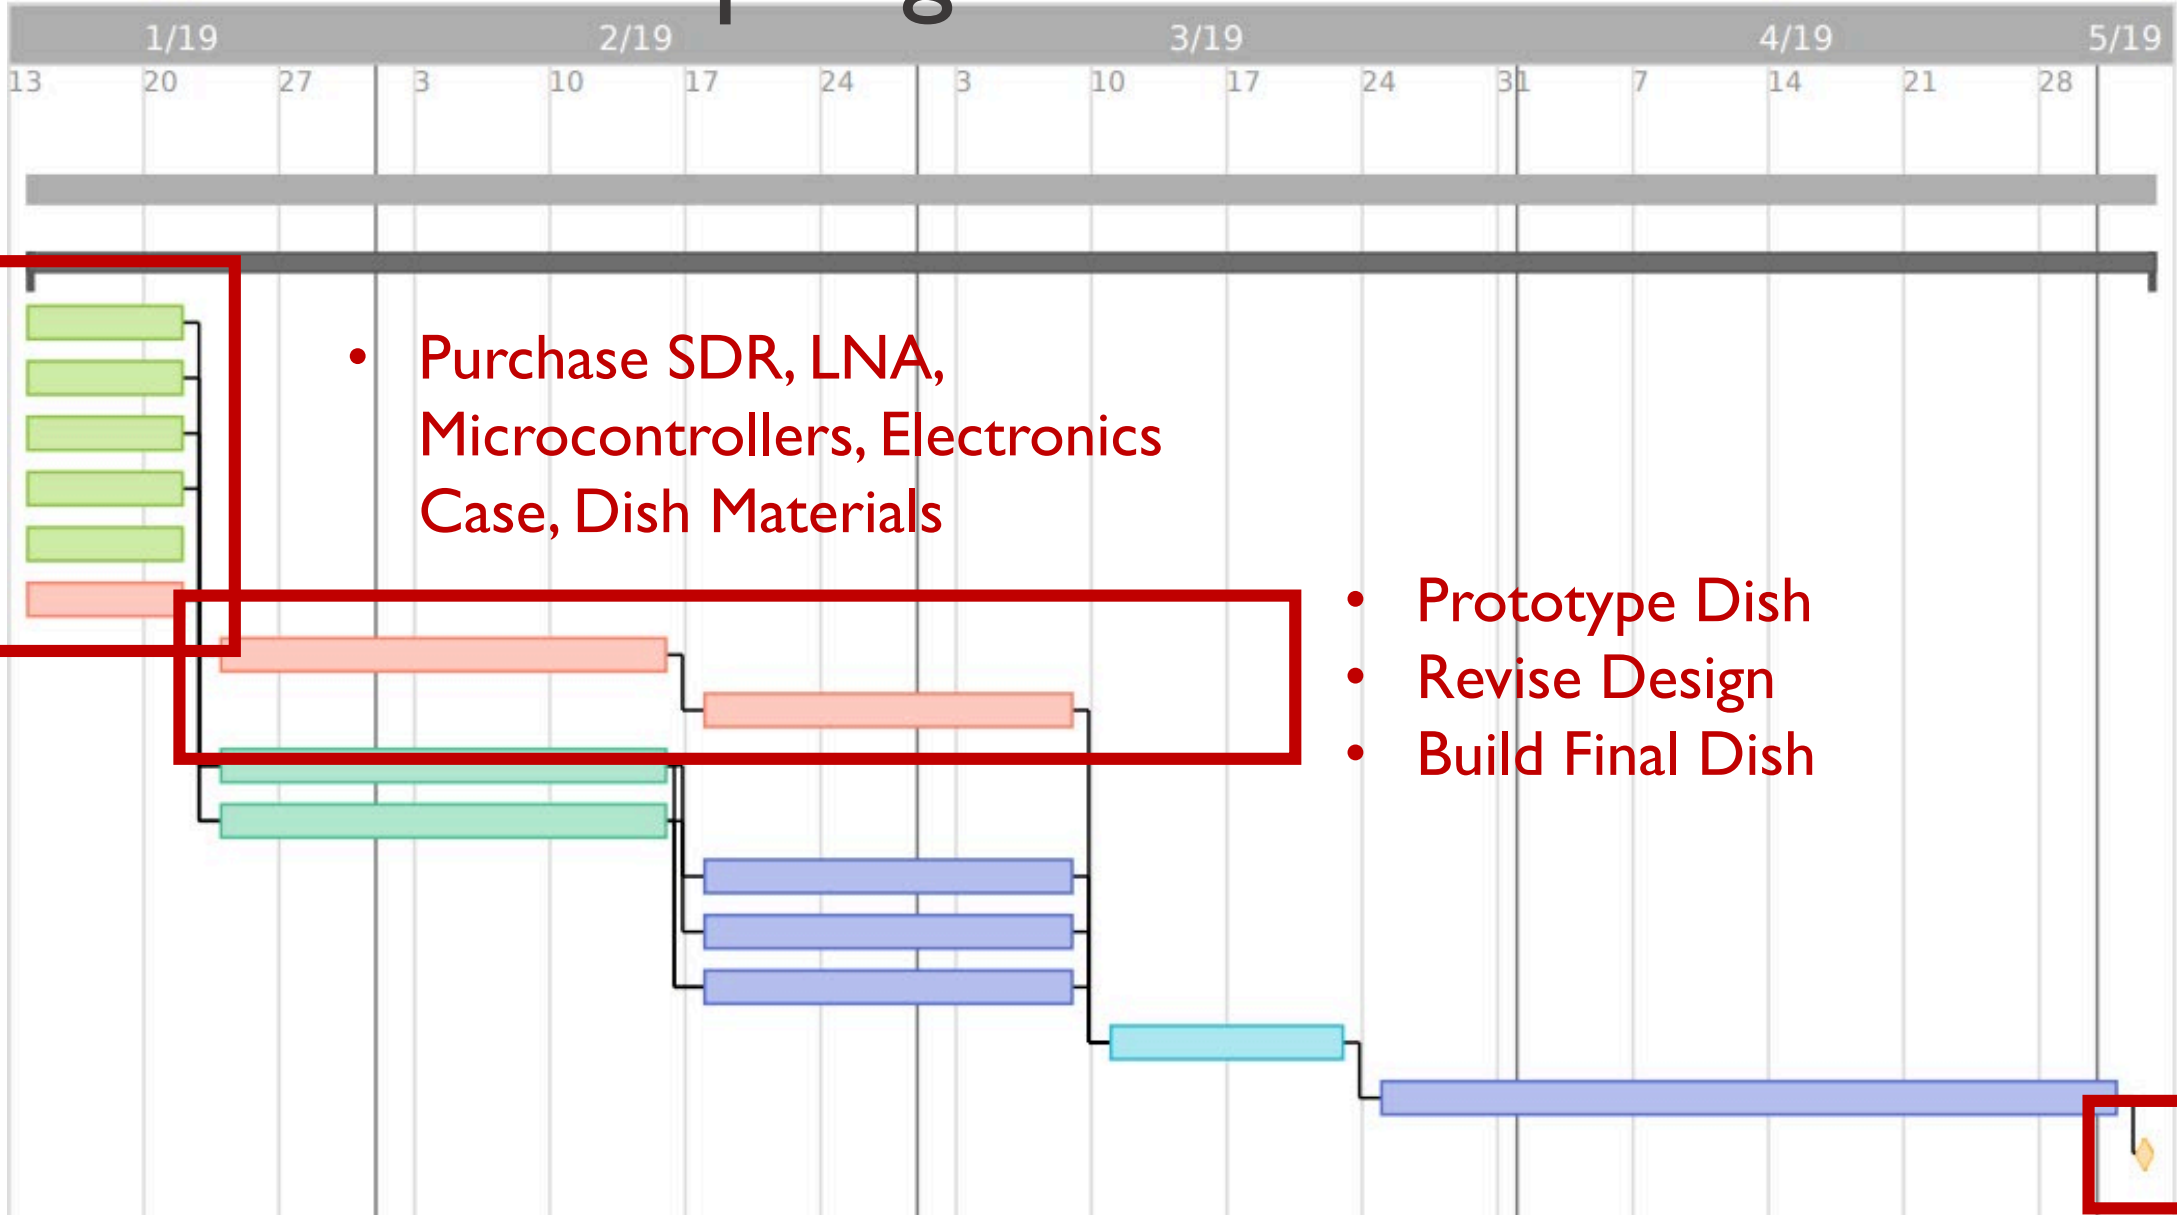 1/19 2/19 3/19 4/19 5/19
13 20 27 3 10 17 24 3 10 17 24 31 7 14 21 28
• Purchase SDR, LNA,
Microcontrollers, Electronics
Case, Dish Materials
• Prototype Dish
• Revise Design
• Build Final Dish